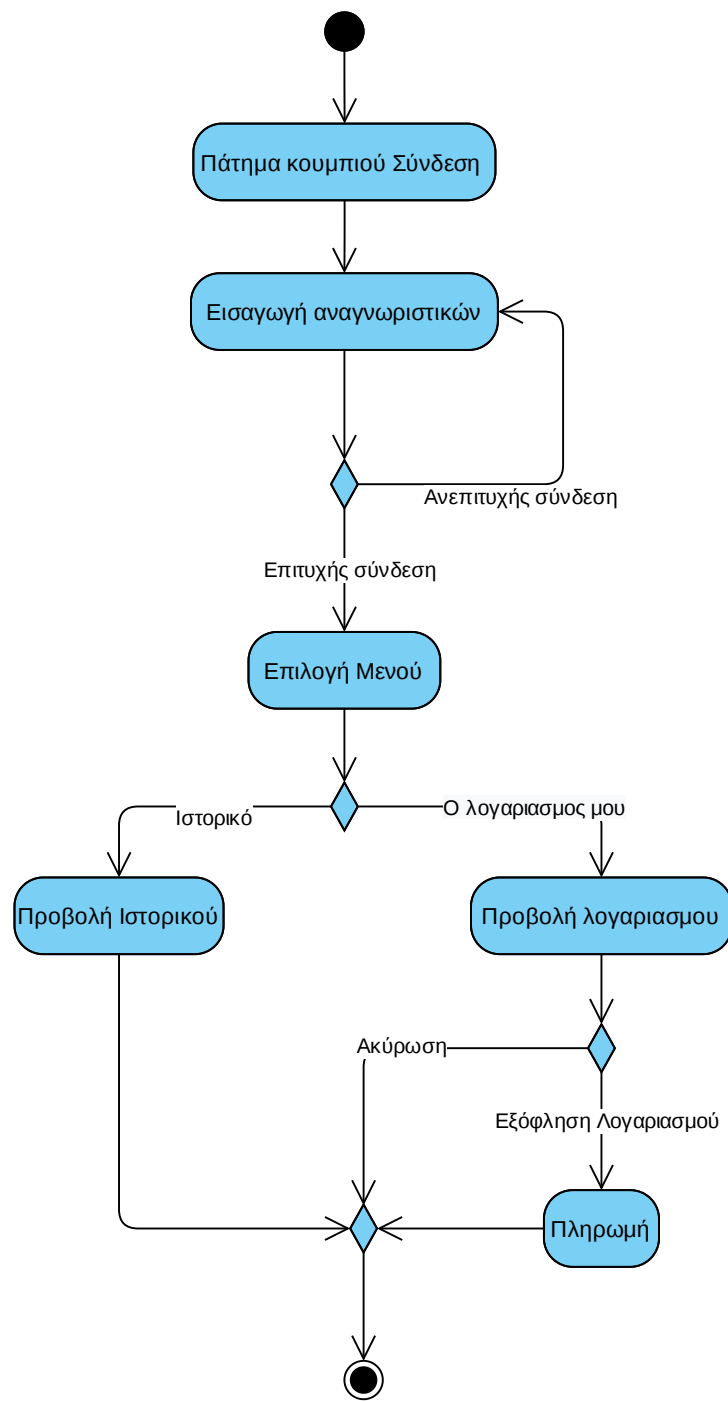 Πάτημα κουμπιού Σύνδεση
Εισαγωγή αναγνωριστικών
Ανεπιτυχής σύνδεση
Επιτυχής σύνδεση
Επιλογή Μενού
Ιστορικό
Ο λογαριασμος μου
Προβολή Ιστορικού
Προβολή λογαριασμου
Ακύρωση
Εξόφληση Λογαριασμού
Πληρωμή